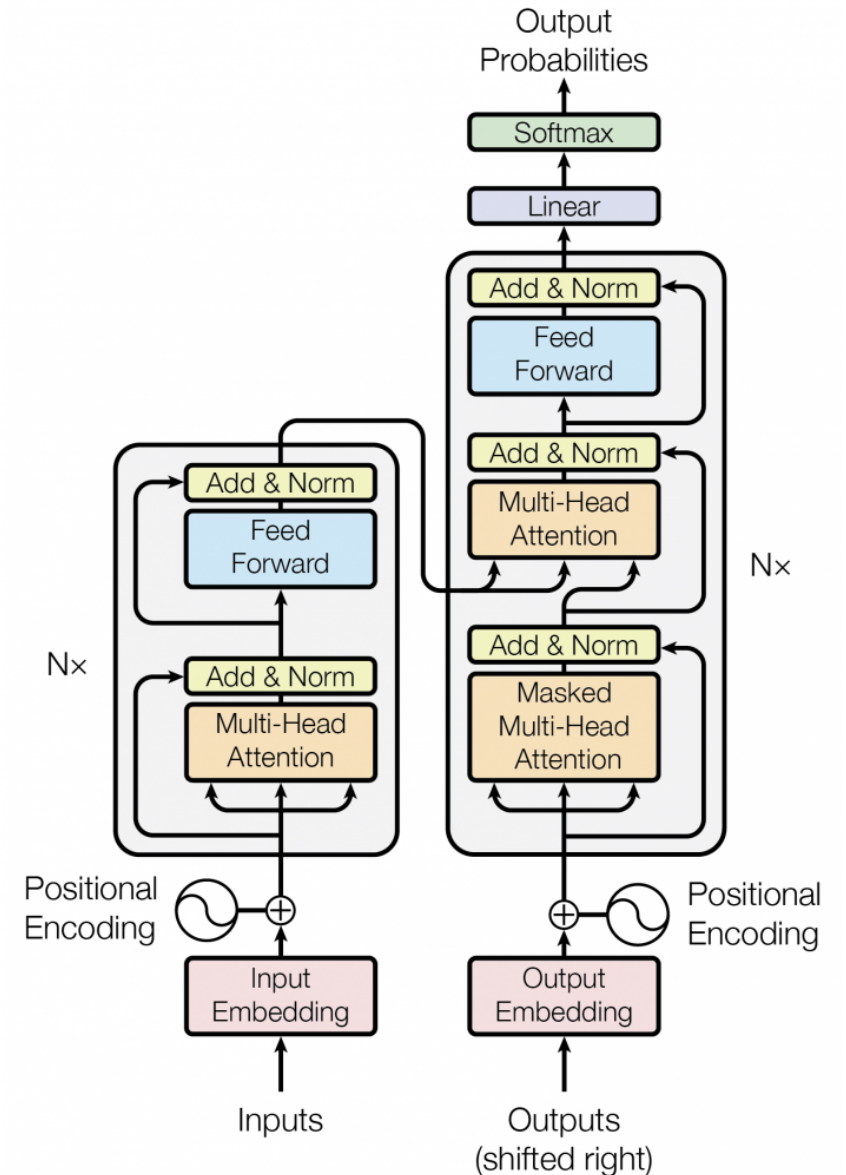 Output
Probabilities
Softmax
Linear
Add & Norm
Feed
Forward
Add & Norm
Multi-Head
Attention
N×
Add & Norm
Masked
Multi-Head
Attention
Add & Norm
Feed
Forward
N×
Add & Norm
Multi-Head
Attention
Positional
Encoding
Positional
Encoding
Input
Embedding
Output
Embedding
Inputs
Outputs
(shifted right)